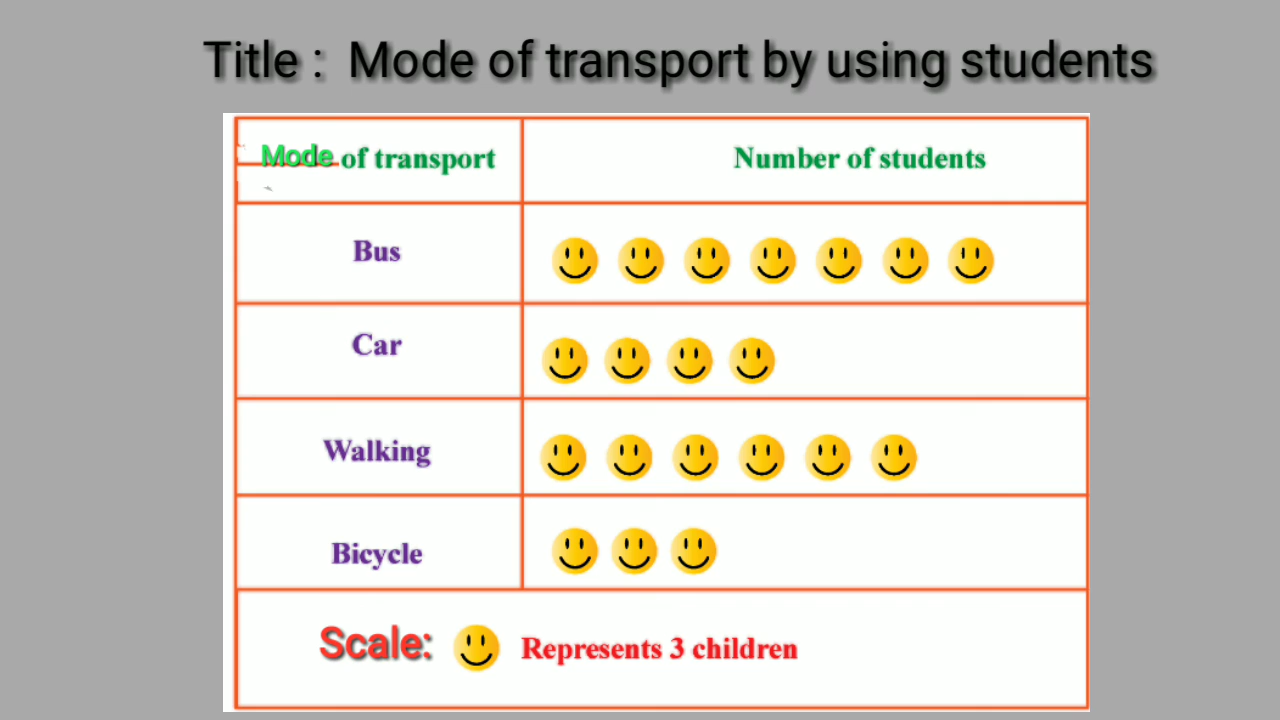 Title : Mode of transport by using students
Mode of transport
Number of students
Bus
Car
Walking
Bicycle
Scale: Represents 3 children